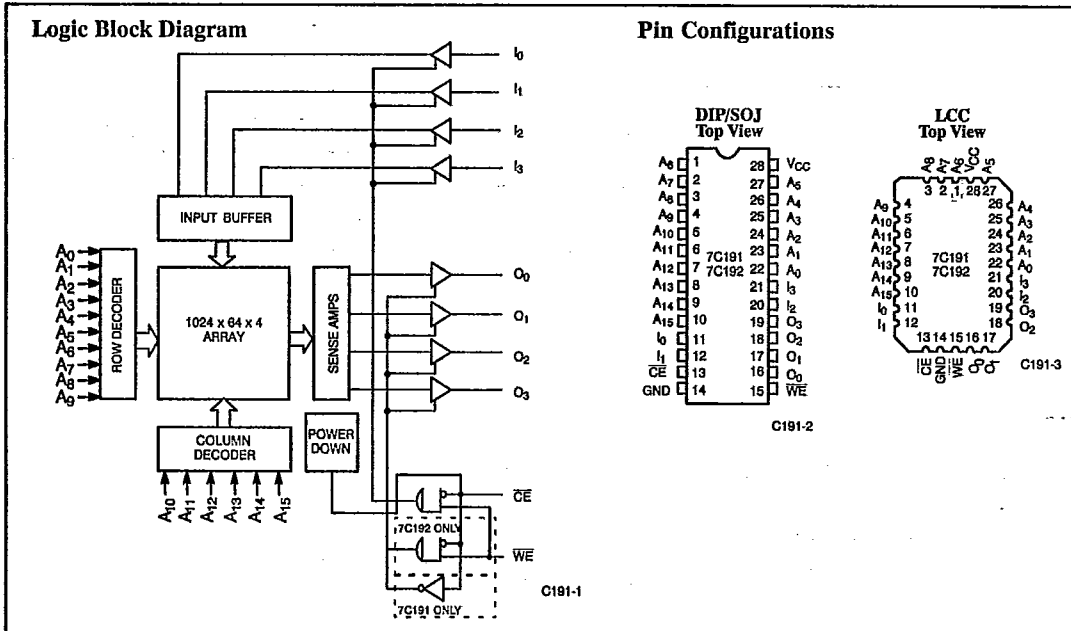 Logic Block Diagram
I0
I1
I2
I3
INPUT BUFFER
A0
A1
A2
A3
A4
A5
A6
A7
A8
A9
ROW DECODER
1024 x 64 x 4
ARRAY
SENSE AMPS
O0
O1
O2
O3
COLUMN
DECODER
POWER
DOWN
A10
A11
A12
A13
A14
A15
CE
7C192 ONLY
WE
7C191 ONLY
C191-1
Pin Configurations
DIP/SOJ
Top View
A6 1 28 VCC
A7 2 27 A5
A8 3 26 A4
A9 4 25 A3
A10 5 24 A2
A11 6 23 A1
A12 7 22 A0
A13 8 21 I3
A14 9 20 I2
A15 10 19 O3
I0 11 18 O2
I1 12 17 O1
CE 13 16 O0
GND 14 15 WE
7C191
7C192
C191-2
LCC
Top View
A8 A7 A6 VCC A5
3 2 1 28 27
A9 4 26 A4
A10 5 25 A3
A11 6 24 A2
A12 7 23 A1
A13 8 22 A0
A14 9 21 I3
A15 10 20 I2
I0 11 19 O3
I1 12 18 O2
7C191
7C192
13 14 15 16 17
CE GND WE O0 O1
C191-3